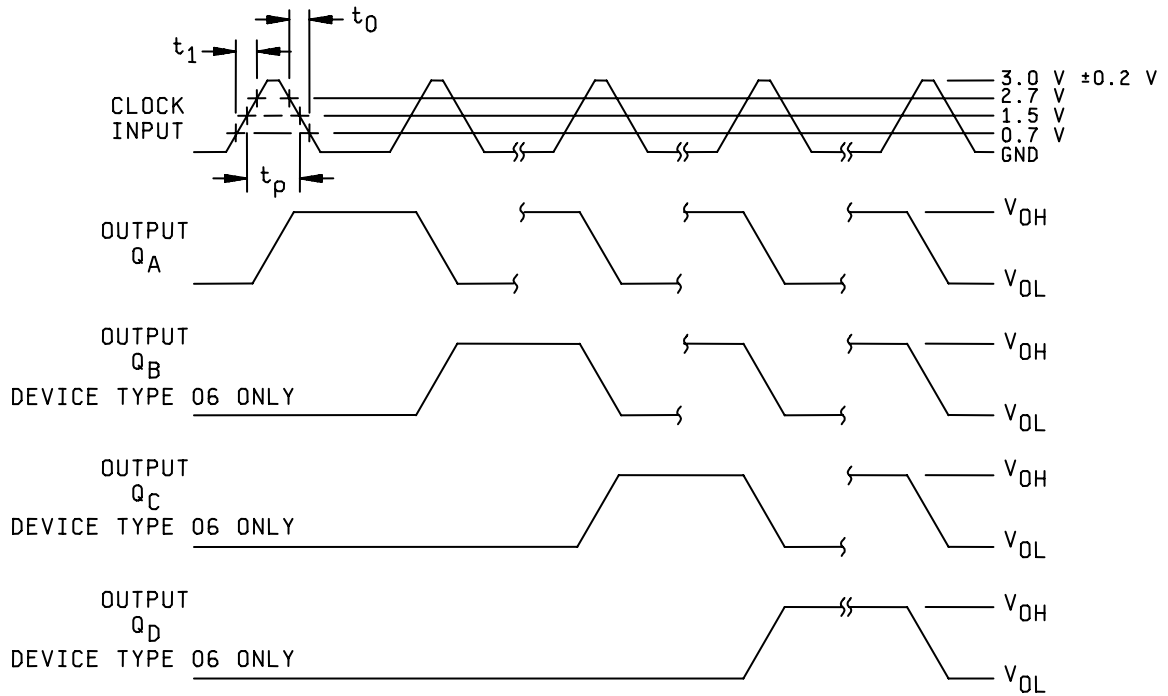 t0
t1
3.0 V ±0.2 V
2.7 V
CLOCK
INPUT
1.5 V
0.7 V
GND
tp
OUTPUT
QA
VOH
VOL
OUTPUT
QB
DEVICE TYPE 06 ONLY
VOH
VOL
OUTPUT
QC
DEVICE TYPE 06 ONLY
VOH
VOL
OUTPUT
QD
DEVICE TYPE 06 ONLY
VOH
VOL